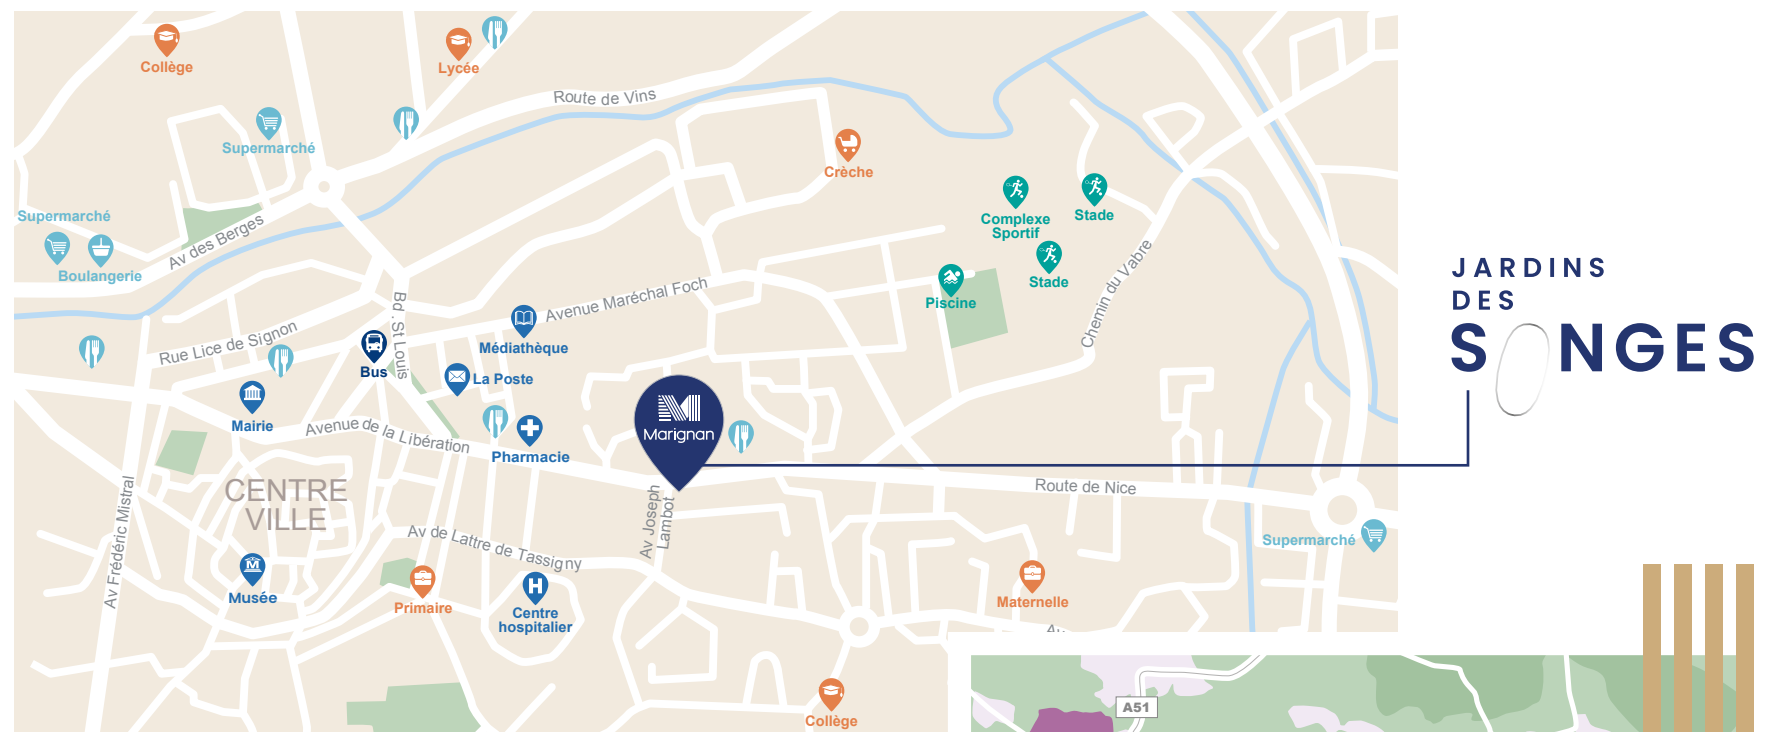 Collège
Lycée
Route de Vins
Supermarché
Crèche
Supermarché
Boulangerie
Av des Berges
Complexe
Sportif
Stade
Stade
Piscine
Chemin du Vabre
JARDINS
DES
SONGES
Avenue Maréchal Foch
Bd. St Louis
Rue Lice de Signon
Médiathèque
Bus
La Poste
Mairie
Avenue de la Libération
Pharmacie
M
Marignan
CENTRE
VILLE
Av Frédéric Mistral
Route de Nice
Av Joseph
Lambot
Supermarché
Av de Lattre de Tassigny
M
Musée
Primaire
H
Centre
hospitalier
Maternelle
Collège
A51